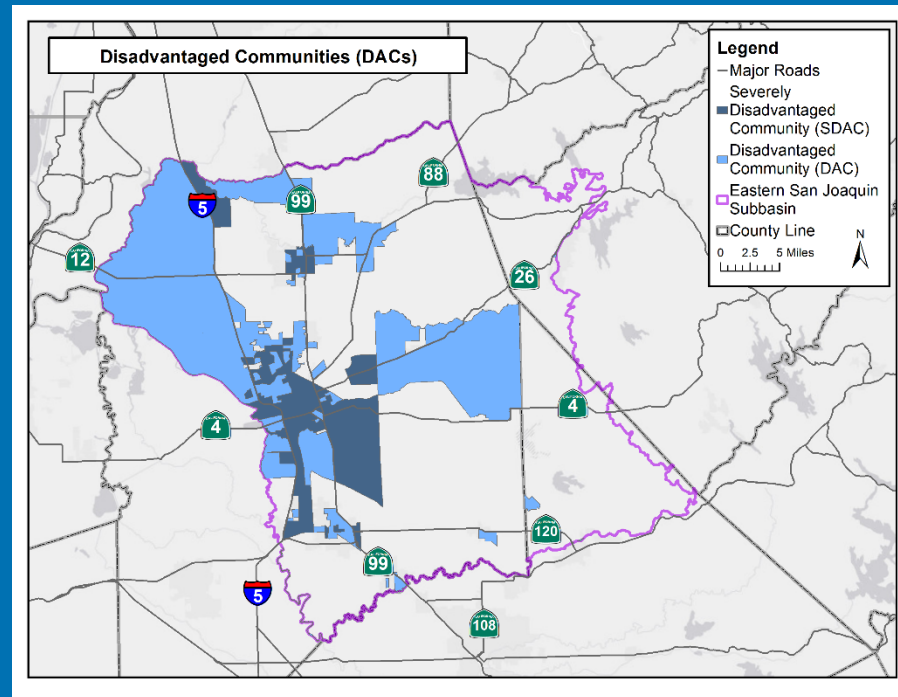 Disadvantaged Communities (DACs)
Legend
Major Roads
Severely
Disadvantaged
Community (SDAC)
Disadvantaged
Community (DAC)
Eastern San Joaquin
Subbasin
County Line
0 2.5 5 Miles
N
88
5
99
12
26
4
4
120
99
5
108